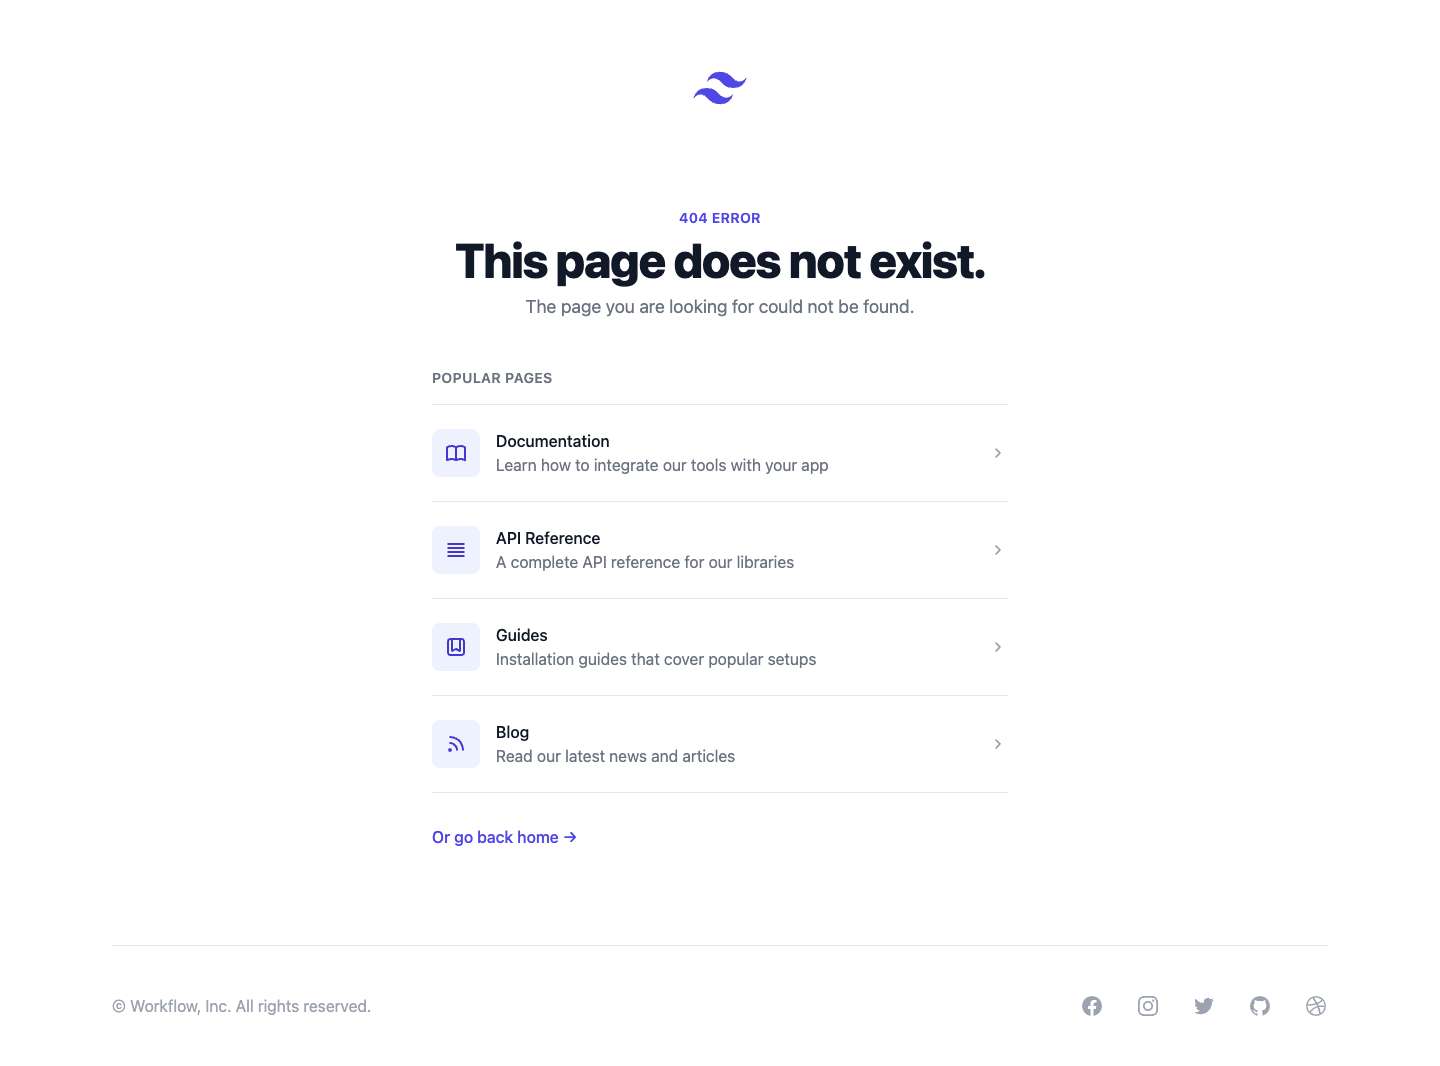 404 ERROR
This page does not exist.
The page you are looking for could not be found.
POPULAR PAGES
Documentation
Learn how to integrate our tools with your app
API Reference
A complete API reference for our libraries
Guides
Installation guides that cover popular setups
Blog
Read our latest news and articles
Or go back home →
© Workflow, Inc. All rights reserved.